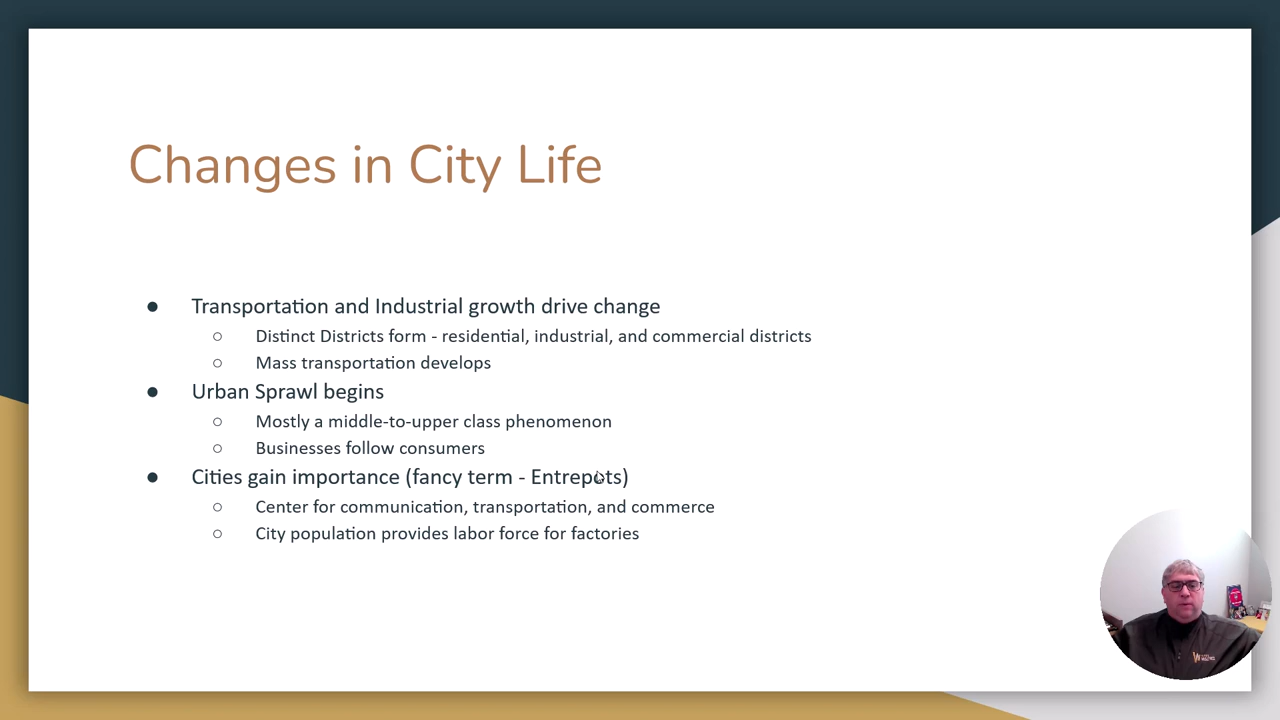 Changes in City Life
● Transportation and Industrial growth drive change
○ Distinct Districts form - residential, industrial, and commercial districts
○ Mass transportation develops
● Urban Sprawl begins
○ Mostly a middle-to-upper class phenomenon
○ Businesses follow consumers
● Cities gain importance (fancy term - Entrepots)
○ Center for communication, transportation, and commerce
○ City population provides labor force for factories